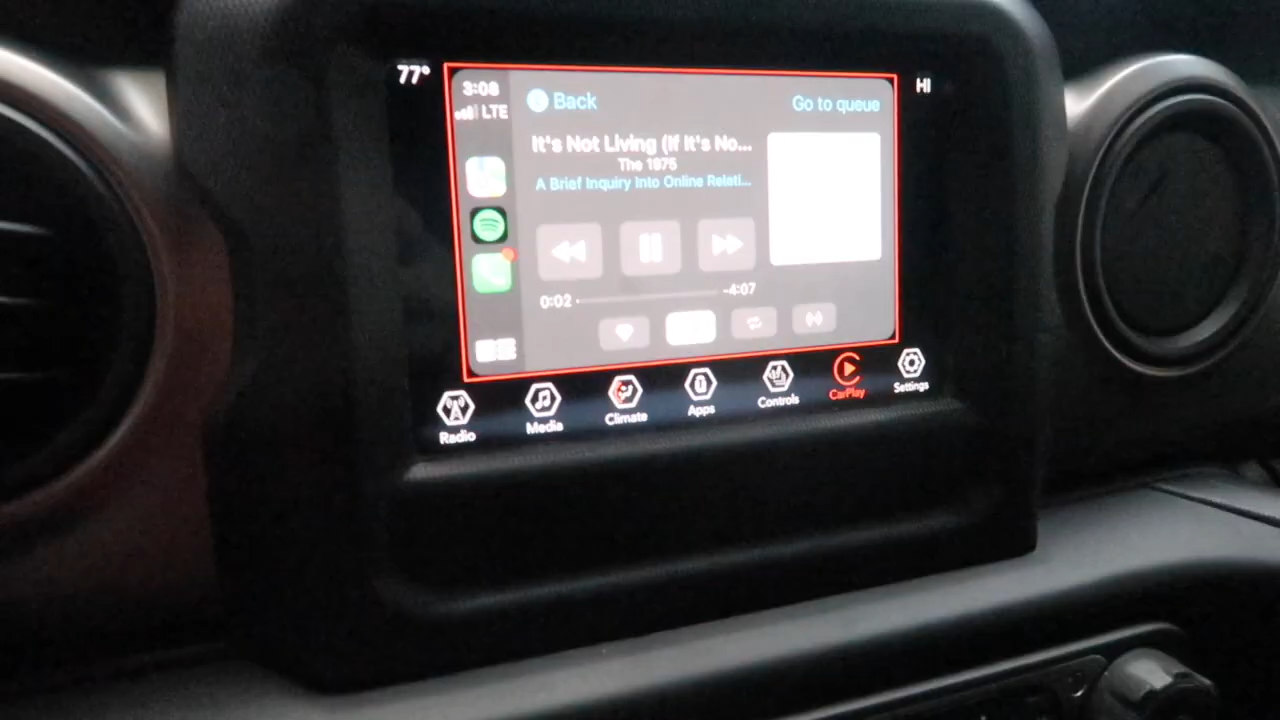 77°
HI
3:08
LTE
Back
Go to queue
It's Not Living (If It's No...
The 1975
A Brief Inquiry Into Online Relati...
0:02
-4:07
Radio
Media
Climate
Apps
Controls
CarPlay
Settings